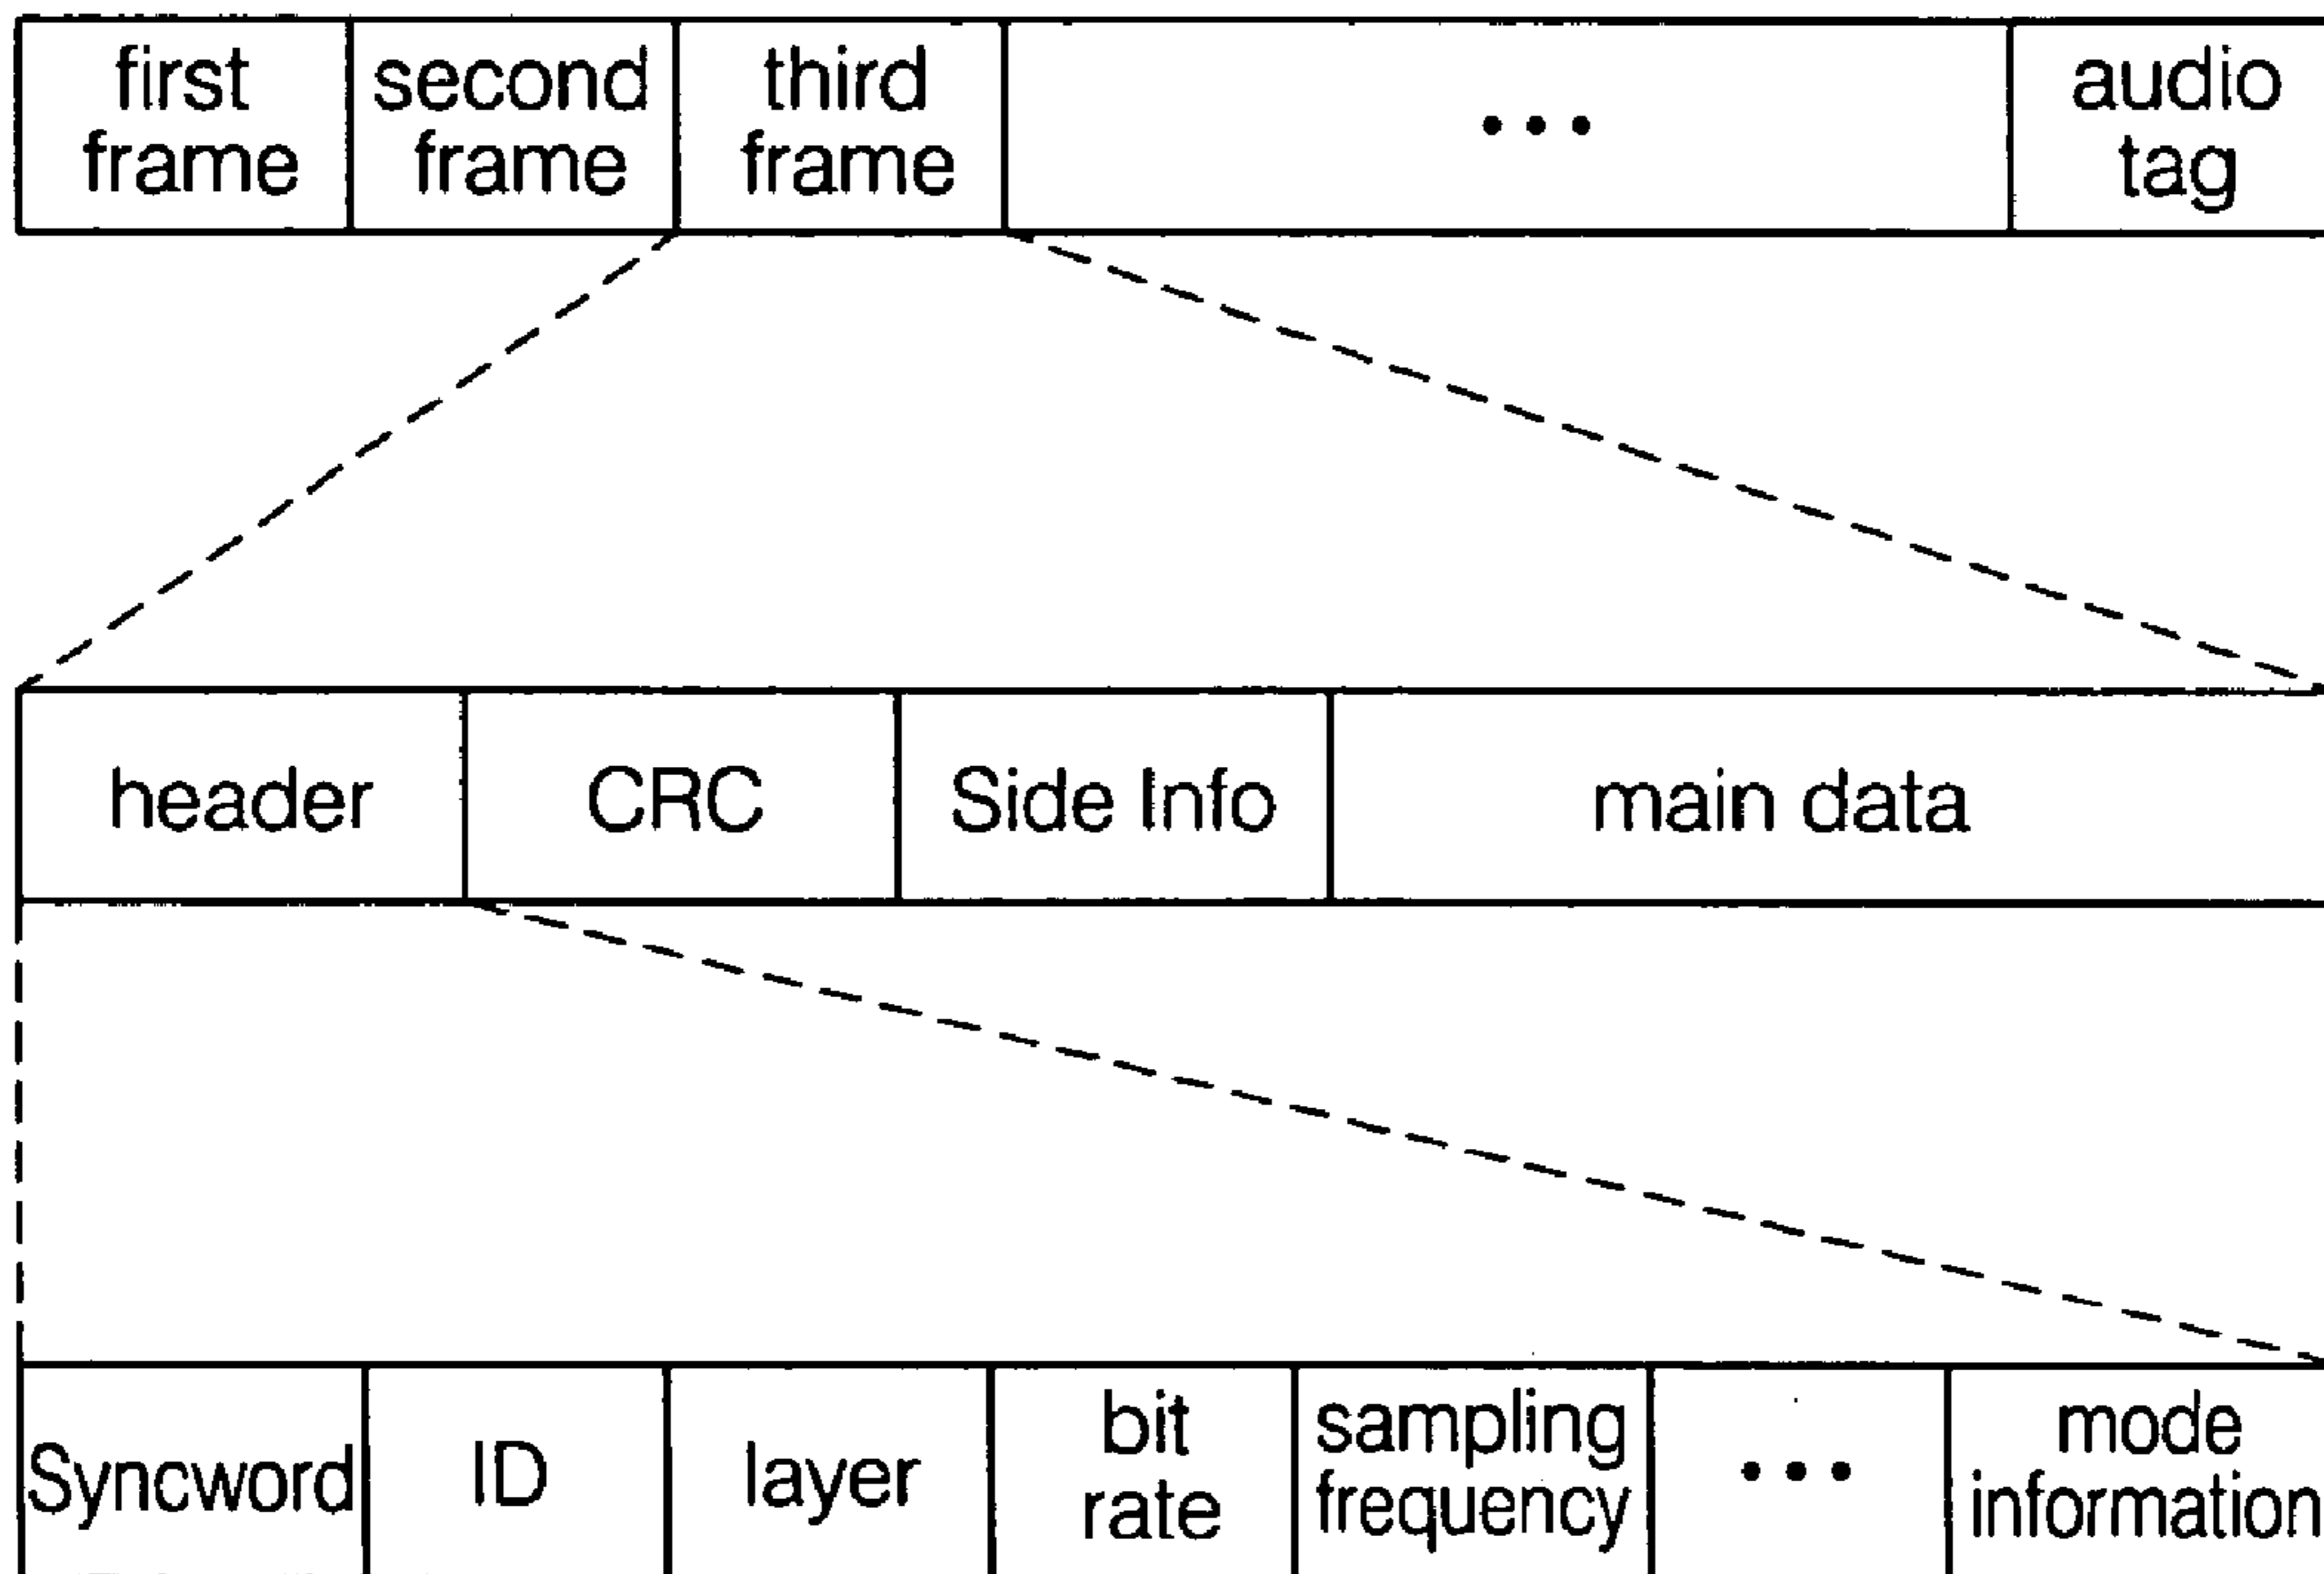 first
frame
second
frame
third
frame
•••
audio
tag
header
CRC
Side Info
main data
Syncword
ID
layer
bit
rate
sampling
frequency
•••
mode
information